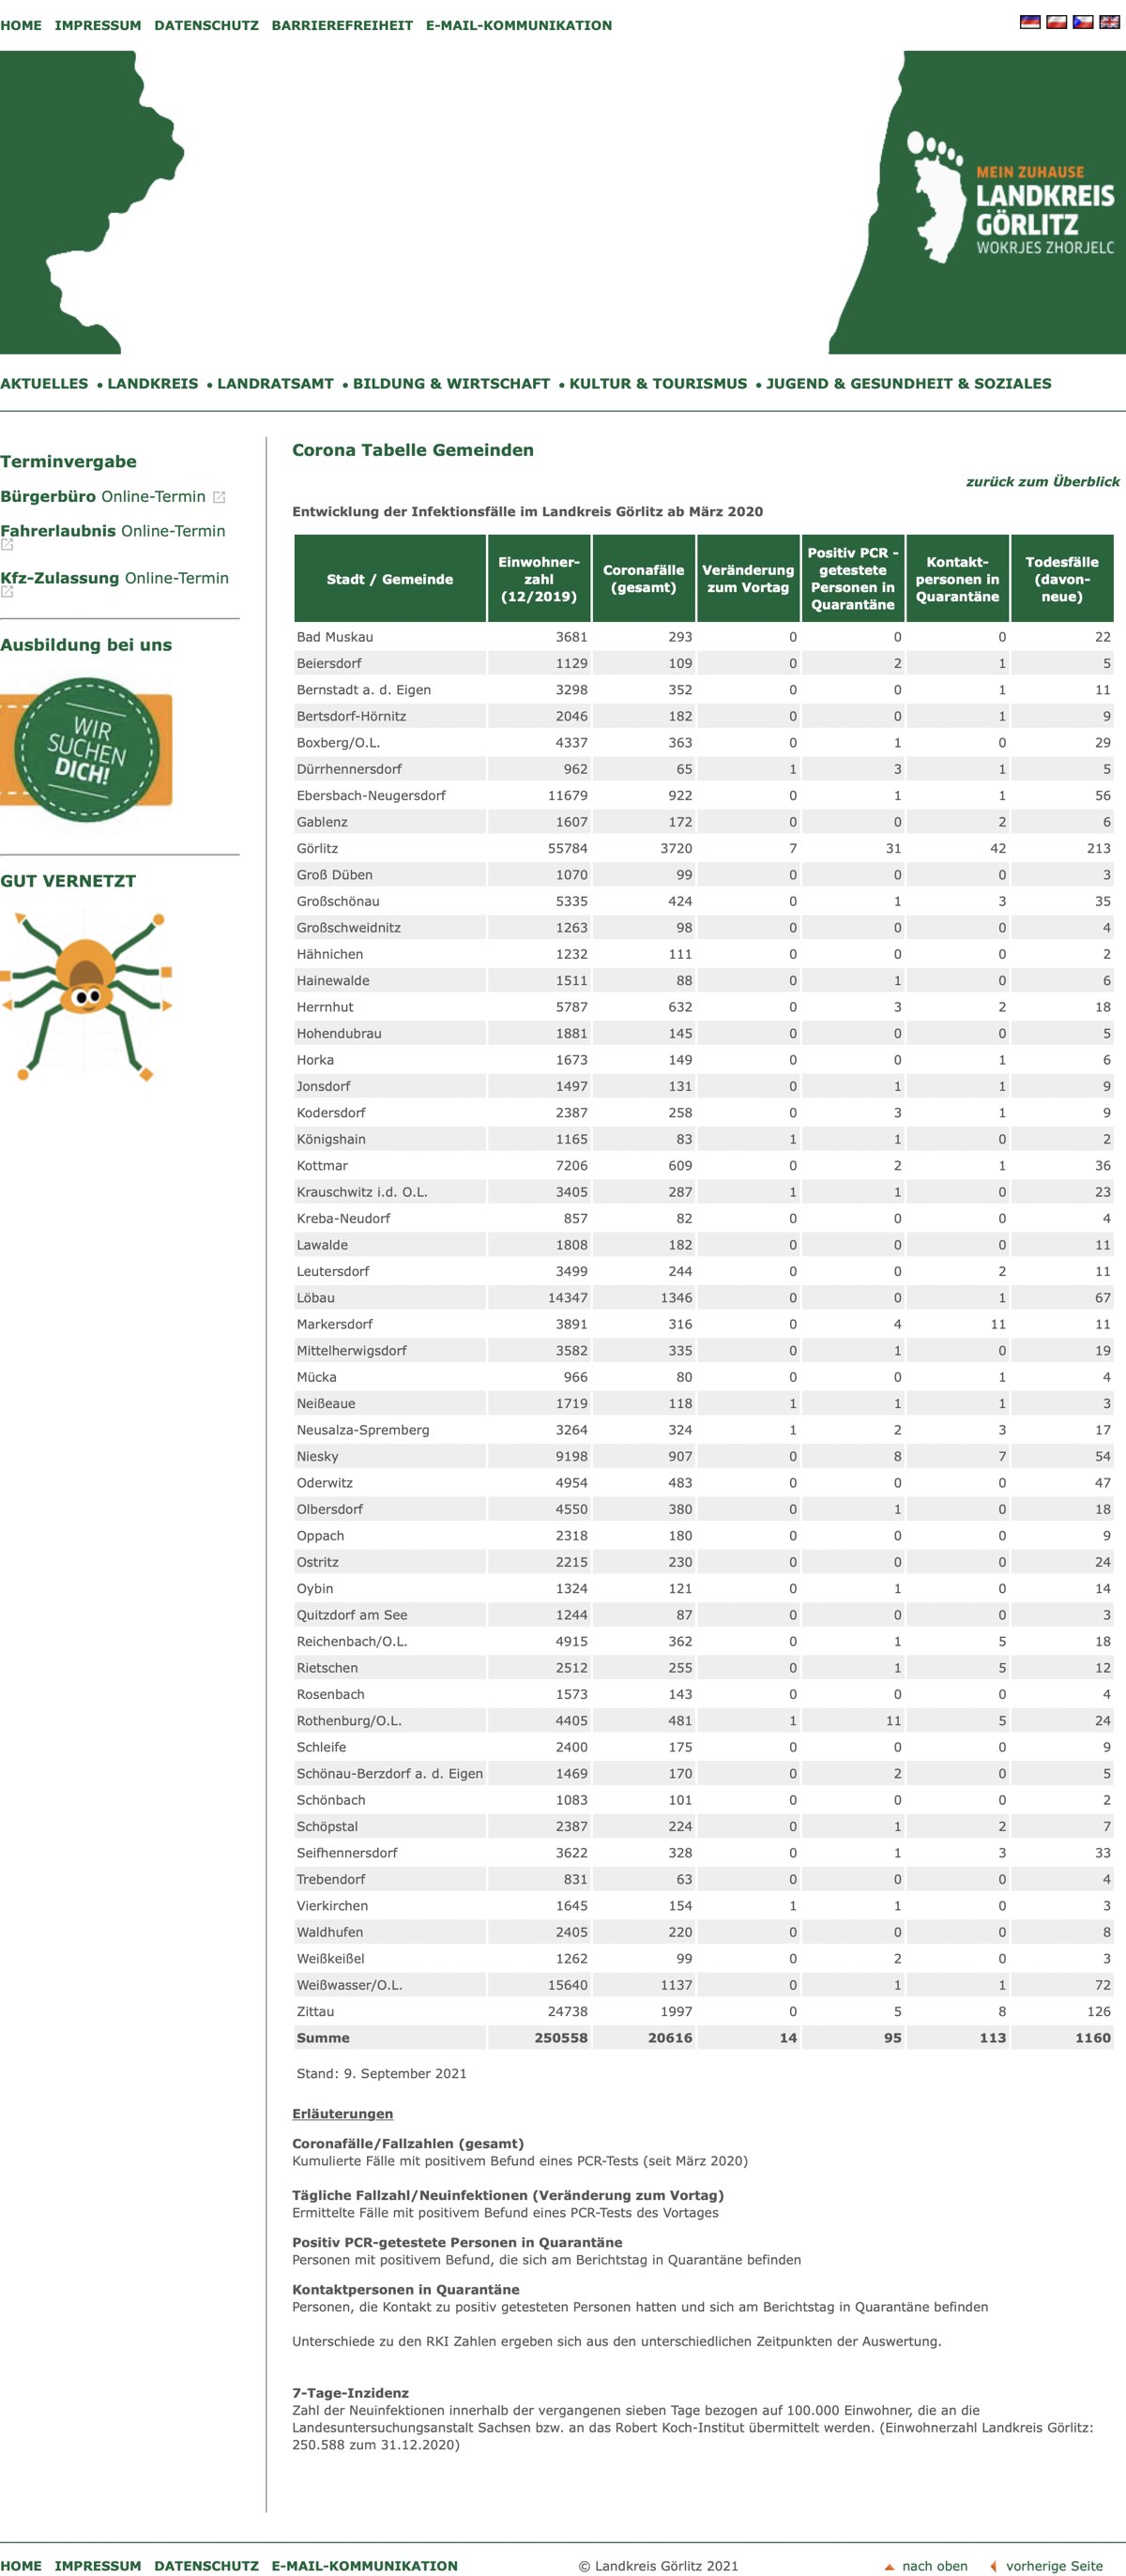 HOME IMPRESSUM DATENSCHUTZ BARRIEREFREIHEIT E-MAIL-KOMMUNIKATION
MEIN ZUHAUSE
LANDKREIS
GÖRLITZ
WOKRJES ZHORJELC
AKTUELLES • LANDKREIS • LANDRATSAMT • BILDUNG & WIRTSCHAFT • KULTUR & TOURISMUS • JUGEND & GESUNDHEIT & SOZIALES
Terminvergabe
Bürgerbüro Online-Termin
Fahrerlaubnis Online-Termin
Kfz-Zulassung Online-Termin
Ausbildung bei uns
WIR
SUCHEN
DICH!
GUT VERNETZT
Corona Tabelle Gemeinden
zurück zum Überblick
Entwicklung der Infektionsfälle im Landkreis Görlitz ab März 2020
Stadt / Gemeinde
Einwohner-
zahl
(12/2019)
Coronafälle
(gesamt)
Veränderung
zum Vortag
Positiv PCR -
getestete
Personen in
Quarantäne
Kontakt-
personen in
Quarantäne
Todesfälle
(davon-
neue)
Bad Muskau 3681 293 0 0 0 22
Beiersdorf 1129 109 0 2 1 5
Bernstadt a. d. Eigen 3298 352 0 0 1 11
Bertsdorf-Hörnitz 2046 182 0 0 1 9
Boxberg/O.L. 4337 363 0 1 0 29
Dürrhennersdorf 962 65 1 3 1 5
Ebersbach-Neugersdorf 11679 922 0 1 1 56
Gablenz 1607 172 0 0 2 6
Görlitz 55784 3720 7 31 42 213
Groß Düben 1070 99 0 0 0 3
Großschönau 5335 424 0 1 3 35
Großschweidnitz 1263 98 0 0 0 4
Hähnichen 1232 111 0 0 0 2
Hainewalde 1511 88 0 1 0 6
Herrnhut 5787 632 0 3 2 18
Hohendubrau 1881 145 0 0 0 5
Horka 1673 149 0 0 1 6
Jonsdorf 1497 131 0 1 1 9
Kodersdorf 2387 258 0 3 1 9
Königshain 1165 83 1 1 0 2
Kottmar 7206 609 0 2 1 36
Krauschwitz i.d. O.L. 3405 287 1 1 0 23
Kreba-Neudorf 857 82 0 0 0 4
Lawalde 1808 182 0 0 0 11
Leutersdorf 3499 244 0 0 2 11
Löbau 14347 1346 0 0 1 67
Markersdorf 3891 316 0 4 11 11
Mittelherwigsdorf 3582 335 0 1 0 19
Mücka 966 80 0 0 1 4
Neißeaue 1719 118 1 1 1 3
Neusalza-Spremberg 3264 324 1 2 3 17
Niesky 9198 907 0 8 7 54
Oderwitz 4954 483 0 0 0 47
Olbersdorf 4550 380 0 1 0 18
Oppach 2318 180 0 0 0 9
Ostritz 2215 230 0 0 0 24
Oybin 1324 121 0 1 0 14
Quitzdorf am See 1244 87 0 0 0 3
Reichenbach/O.L. 4915 362 0 1 5 18
Rietschen 2512 255 0 1 5 12
Rosenbach 1573 143 0 0 0 4
Rothenburg/O.L. 4405 481 1 11 5 24
Schleife 2400 175 0 0 0 9
Schönau-Berzdorf a. d. Eigen 1469 170 0 2 0 5
Schönbach 1083 101 0 0 0 2
Schöpstal 2387 224 0 1 2 7
Seifhennersdorf 3622 328 0 1 3 33
Trebendorf 831 63 0 0 0 4
Vierkirchen 1645 154 1 1 0 3
Waldhufen 2405 220 0 0 0 8
Weißkeißel 1262 99 0 2 0 3
Weißwasser/O.L. 15640 1137 0 1 1 72
Zittau 24738 1997 0 5 8 126
Summe 250558 20616 14 95 113 1160
Stand: 9. September 2021
Erläuterungen
Coronafälle/Fallzahlen (gesamt)
Kumulierte Fälle mit positivem Befund eines PCR-Tests (seit März 2020)
Tägliche Fallzahl/Neuinfektionen (Veränderung zum Vortag)
Ermittelte Fälle mit positivem Befund eines PCR-Tests des Vortages
Positiv PCR-getestete Personen in Quarantäne
Personen mit positivem Befund, die sich am Berichtstag in Quarantäne befinden
Kontaktpersonen in Quarantäne
Personen, die Kontakt zu positiv getesteten Personen hatten und sich am Berichtstag in Quarantäne befinden
Unterschiede zu den RKI Zahlen ergeben sich aus den unterschiedlichen Zeitpunkten der Auswertung.
7-Tage-Inzidenz
Zahl der Neuinfektionen innerhalb der vergangenen sieben Tage bezogen auf 100.000 Einwohner, die an die
Landesuntersuchungsanstalt Sachsen bzw. an das Robert Koch-Institut übermittelt werden. (Einwohnerzahl Landkreis Görlitz:
250.588 zum 31.12.2020)
HOME IMPRESSUM DATENSCHUTZ E-MAIL-KOMMUNIKATION © Landkreis Görlitz 2021 nach oben vorherige Seite